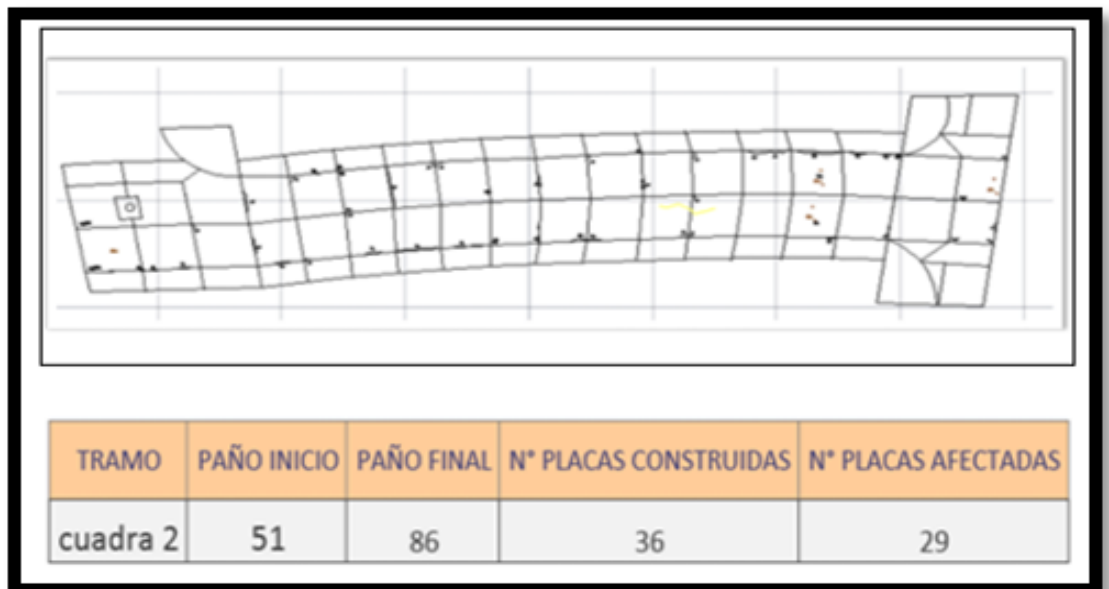 TRAMO PAÑO INICIO PAÑO FINAL N° PLACAS CONSTRUIDAS N° PLACAS AFECTADAS
cuadra 2 51 86 36 29